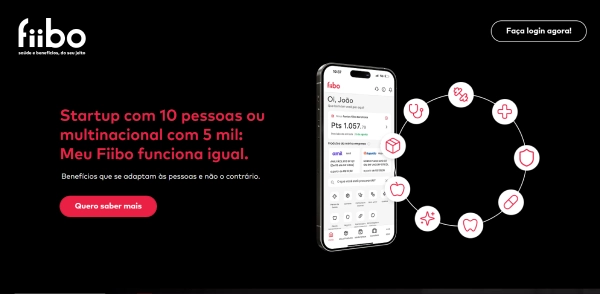 fiibo
saúde e benefícios, do seu jeito
Faça login agora!
Startup com 10 pessoas ou
multinacional com 5 mil:
Meu Fiibo funciona igual.
Benefícios que se adaptam às pessoas e não o contrário.
Quero saber mais
fiibo
Oi, João
Pts 1.057